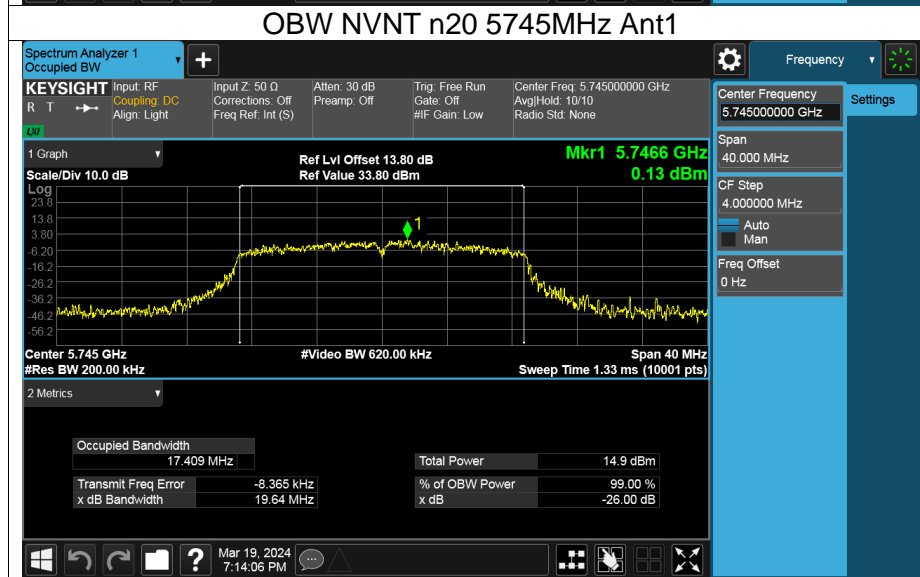 OBW NVNT n20 5745MHz Ant1
Spectrum Analyzer 1
Occupied BW
+
Frequency
KEYSIGHT
R T
LXI
Input: RF
Coupling: DC
Align: Light
Input Z: 50 Ω
Corrections: Off
Freq Ref: Int (S)
Atten: 30 dB
Preamp: Off
Trig: Free Run
Gate: Off
#IF Gain: Low
Center Freq: 5.745000000 GHz
Avg|Hold: 10/10
Radio Std: None
Center Frequency
5.745000000 GHz
Settings
Span
40.000 MHz
CF Step
4.000000 MHz
Auto
Man
Freq Offset
0 Hz
1 Graph
Scale/Div 10.0 dB
Ref Lvl Offset 13.80 dB
Ref Value 33.80 dBm
Mkr1 5.7466 GHz
0.13 dBm
Log
23.8
13.8
3.80
-6.20
-16.2
-26.2
-36.2
-46.2
-56.2
1
Center 5.745 GHz
#Video BW 620.00 kHz
Span 40 MHz
#Res BW 200.00 kHz
Sweep Time 1.33 ms (10001 pts)
2 Metrics
Occupied Bandwidth
17.409 MHz
Total Power 14.9 dBm
Transmit Freq Error -8.365 kHz
% of OBW Power 99.00 %
x dB Bandwidth 19.64 MHz
x dB -26.00 dB
?
Mar 19, 2024
7:14:06 PM